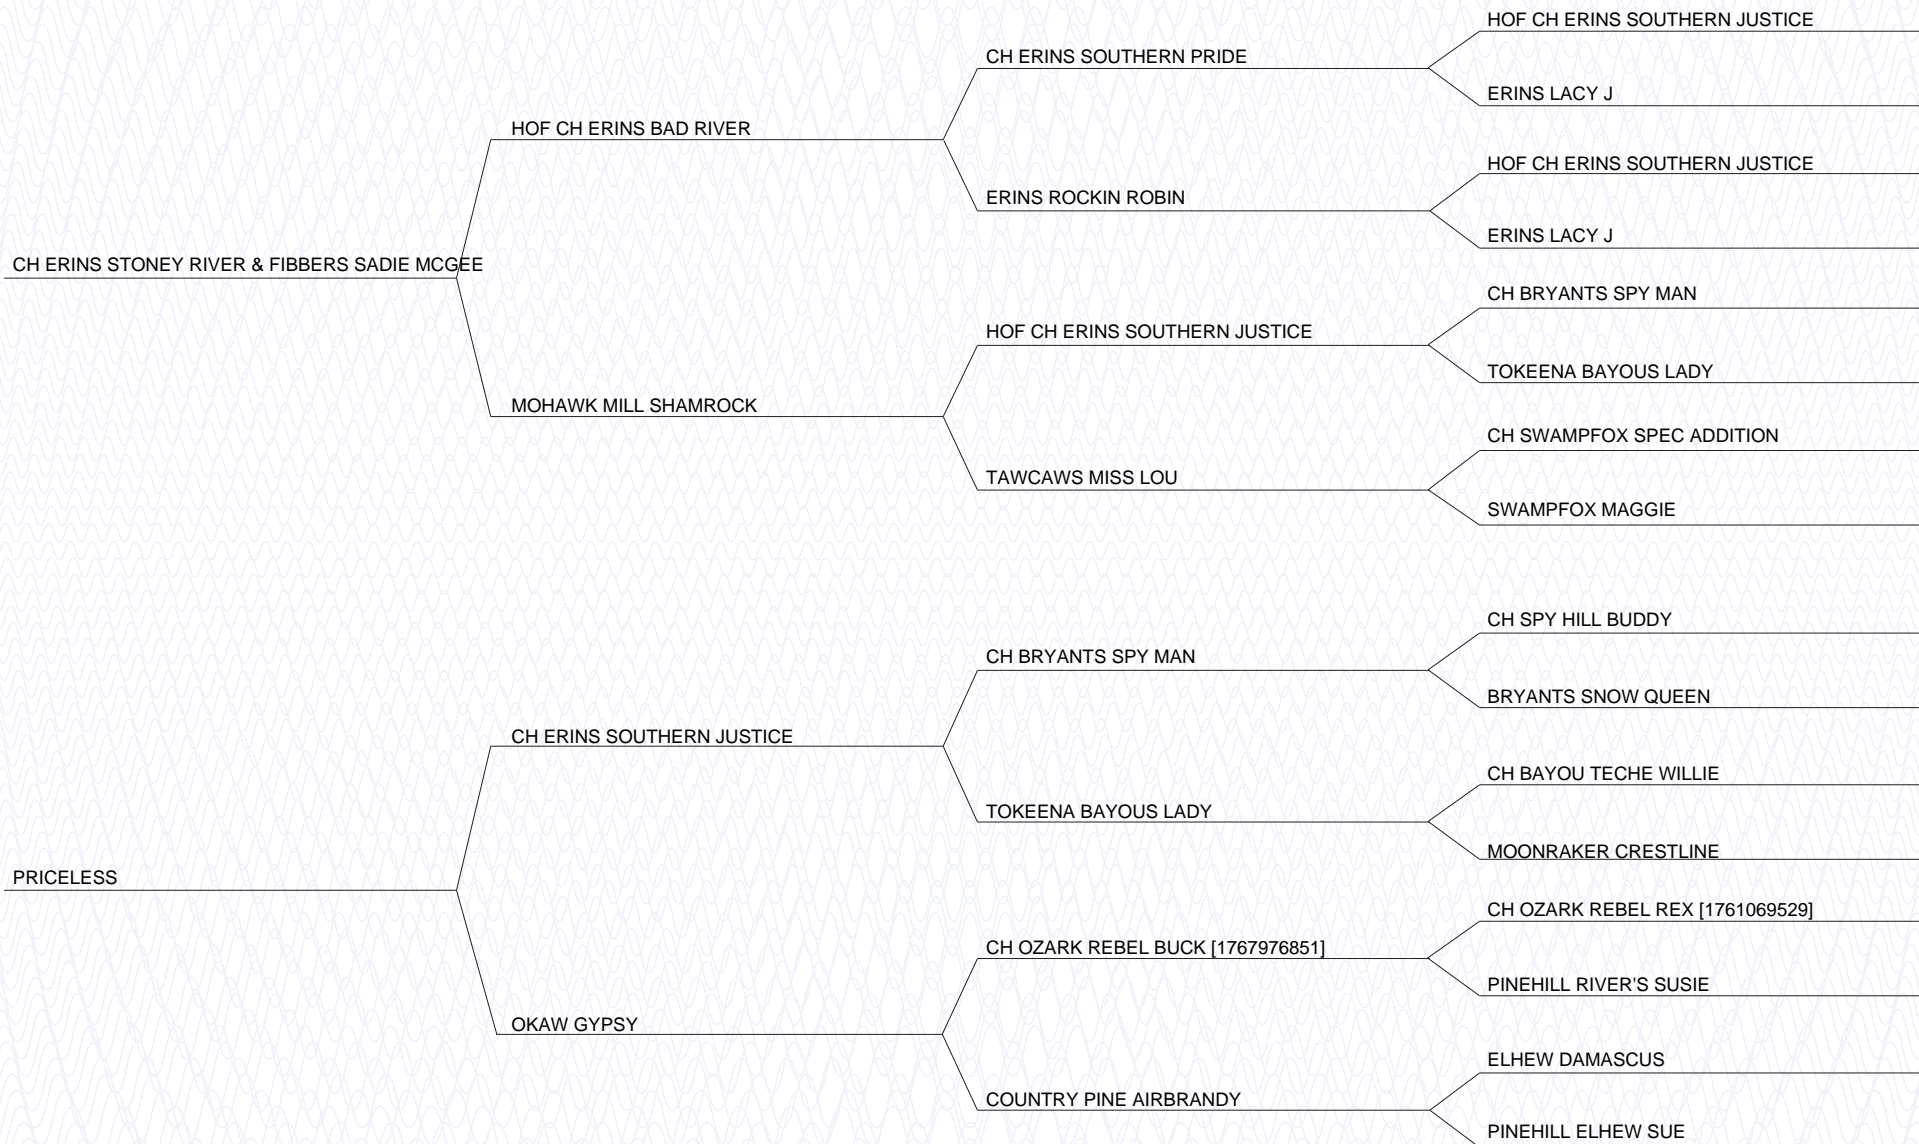 HOF CH ERINS SOUTHERN JUSTICE
CH ERINS SOUTHERN PRIDE
ERINS LACY J
HOF CH ERINS BAD RIVER
HOF CH ERINS SOUTHERN JUSTICE
ERINS ROCKIN ROBIN
ERINS LACY J
CH ERINS STONEY RIVER & FIBBERS SADIE MCGEE
CH BRYANTS SPY MAN
HOF CH ERINS SOUTHERN JUSTICE
TOKEENA BAYOUS LADY
MOHAWK MILL SHAMROCK
CH SWAMPFOX SPEC ADDITION
TAWCAWS MISS LOU
SWAMPFOX MAGGIE
CH SPY HILL BUDDY
CH BRYANTS SPY MAN
BRYANTS SNOW QUEEN
CH ERINS SOUTHERN JUSTICE
CH BAYOU TECHE WILLIE
TOKEENA BAYOUS LADY
MOONRAKER CRESTLINE
PRICELESS
CH OZARK REBEL REX [1761069529]
CH OZARK REBEL BUCK [1767976851]
PINEHILL RIVER'S SUSIE
OKAW GYPSY
ELHEW DAMASCUS
COUNTRY PINE AIRBRANDY
PINEHILL ELHEW SUE